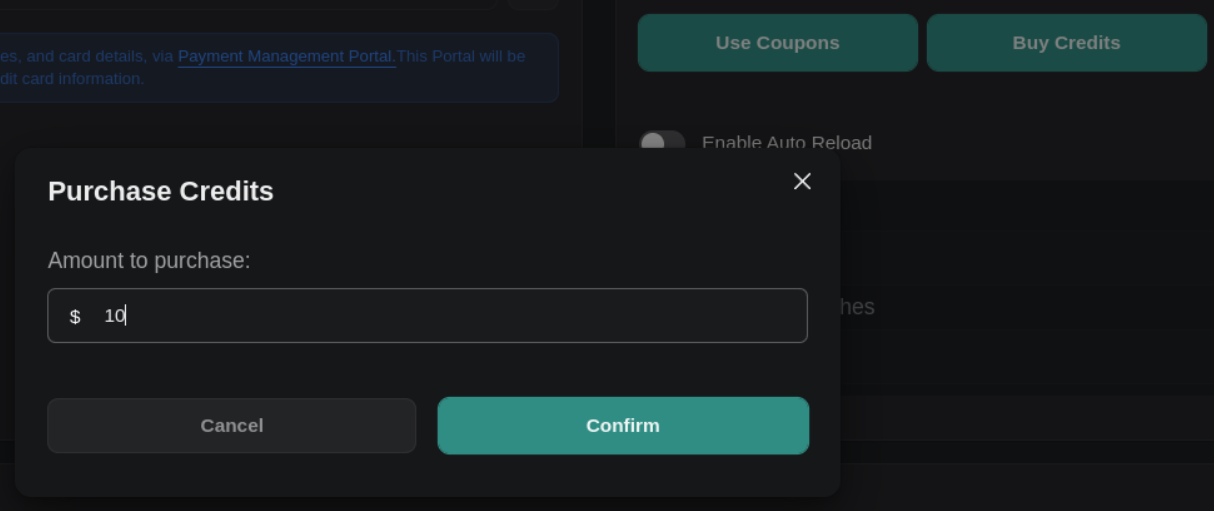 es, and card details, via Payment Management Portal.This Portal will be
dit card information.
Use Coupons
Buy Credits
Enable Auto Reload
Purchase Credits
Amount to purchase:
$ 10
hes
Cancel
Confirm